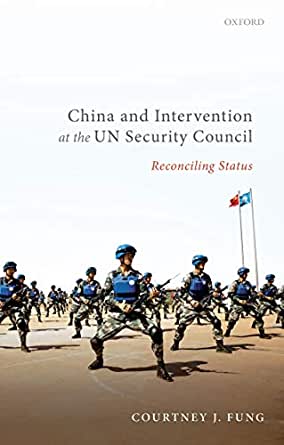 OXFORD
China and Intervention
at the UN Security Council
Reconciling Status
COURTNEY J. FUNG